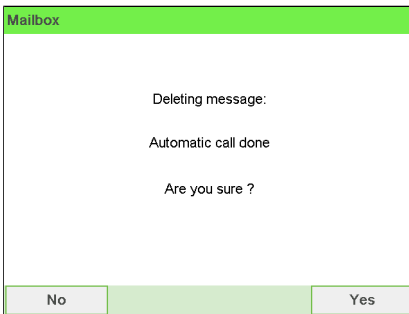 Mailbox
Deleting message:
Automatic call done
Are you sure ?
No Yes